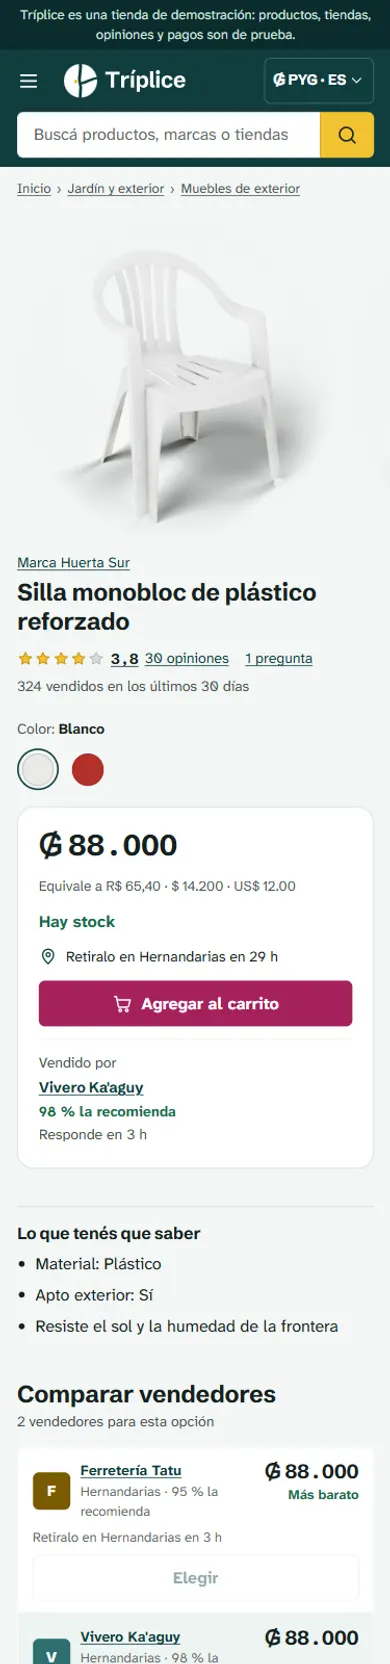 Tríplice es una tienda de demostración: productos, tiendas,
opiniones y pagos son de prueba.
Tríplice
₲ PYG · ES
Buscá productos, marcas o tiendas
Inicio › Jardín y exterior › Muebles de exterior
Marca Huerta Sur
Silla monobloc de plástico
reforzado
3,8 30 opiniones 1 pregunta
324 vendidos en los últimos 30 días
Color: Blanco
₲ 88.000
Equivale a R$ 65,40 · $ 14.200 · US$ 12.00
Hay stock
Retiralo en Hernandarias en 29 h
Agregar al carrito
Vendido por
Vivero Ka'aguy
98 % la recomienda
Responde en 3 h
Lo que tenés que saber
• Material: Plástico
• Apto exterior: Sí
• Resiste el sol y la humedad de la frontera
Comparar vendedores
2 vendedores para esta opción
F
Ferretería Tatu
Hernandarias · 95 % la
recomienda
₲ 88.000
Más barato
Retiralo en Hernandarias en 3 h
Elegir
V
Vivero Ka'aguy
Hernandarias · 98 % la
₲ 88.000